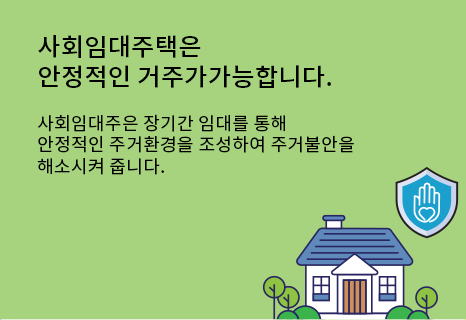 사회임대주택은
안정적인 거주가가능합니다.
사회임대주은 장기간 임대를 통해
안정적인 주거환경을 조성하여 주거불안을
해소시켜 줍니다.